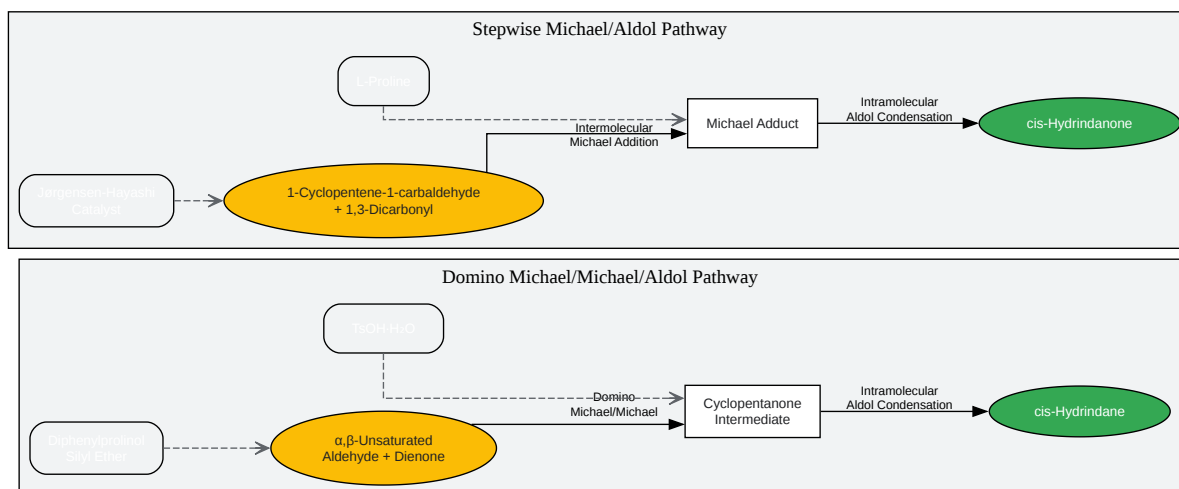 Stepwise Michael/Aldol Pathway
L-Proline
Intermolecular
Michael Addition
Michael Adduct
Intramolecular
Aldol Condensation
cis-Hydrindanone
Jørgensen-Hayashi
Catalyst
1-Cyclopentene-1-carbaldehyde
+ 1,3-Dicarbonyl
Domino Michael/Michael/Aldol Pathway
TsOH·H₂O
Domino
Michael/Michael
Cyclopentanone
Intermediate
Intramolecular
Aldol Condensation
cis-Hydrindane
Diphenylprolinol
Silyl Ether
α,β-Unsaturated
Aldehyde + Dienone